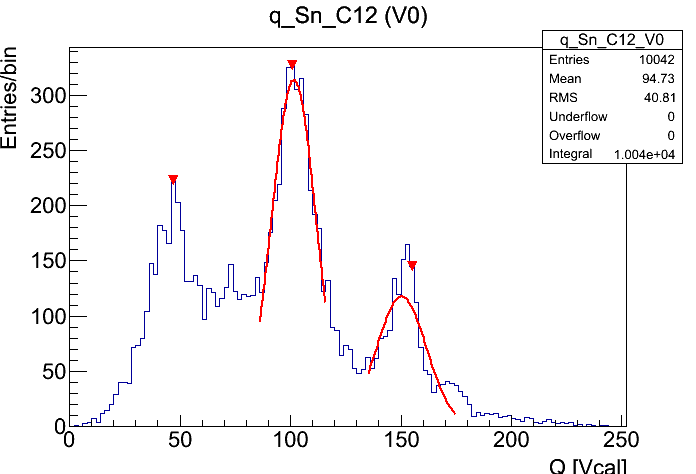 q_Sn_C12 (V0)
q_Sn_C12_V0
Entries 10042
Mean 94.73
RMS 40.81
Underflow 0
Overflow 0
Integral 1.004e+04
Entries/bin
300
250
200
150
100
50
0
0 50 100 150 200 250
Q [Vcal]